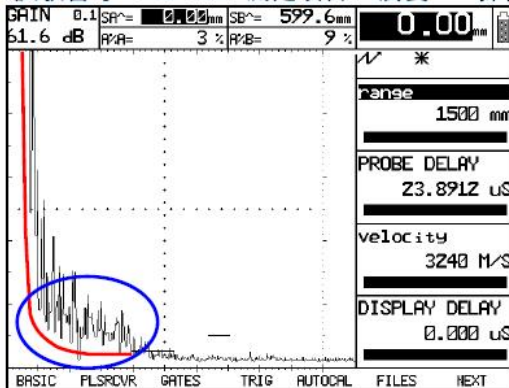 GAIN 0.1 SA^= 0.00mm SB^= 599.6mm 0.00mm
61.6 dB A%A= 3 % A%B= 9 %
range
1500 mm
PROBE DELAY
23.8912 uS
velocity
3240 M/S
DISPLAY DELAY
0.000 uS
BASIC PLSRCVR GATES TRIG AUTOCAL FILES NEXT